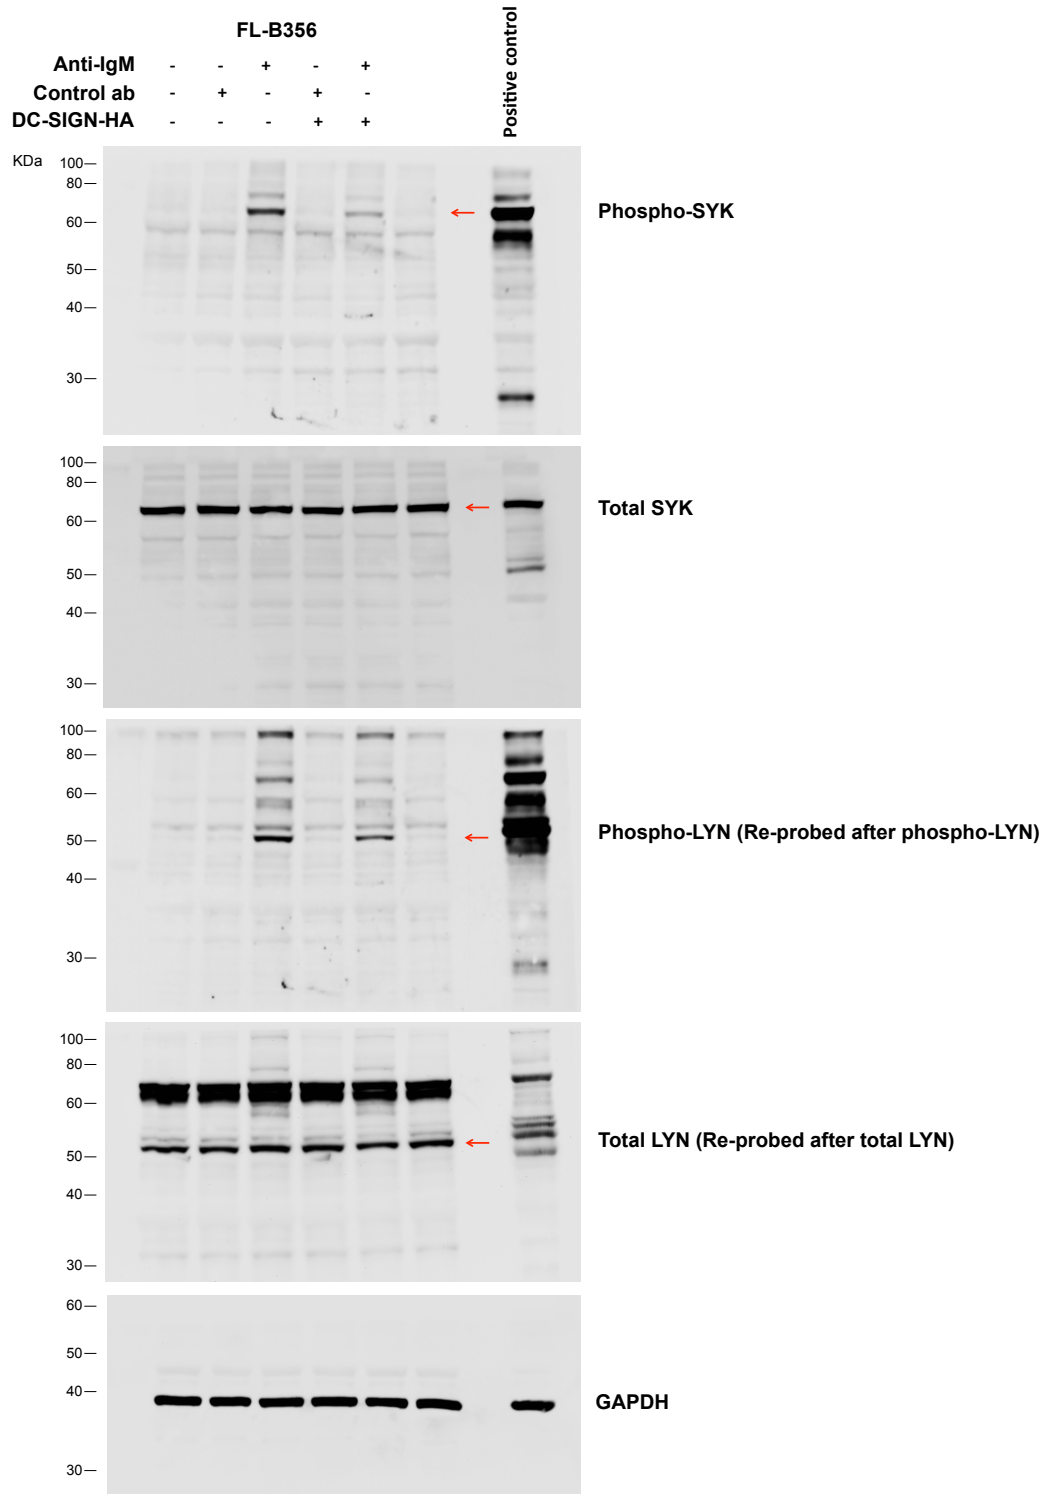 FL-B356
Positive control
Anti-IgM - - + - +
Control ab - + - + -
DC-SIGN-HA - - - + +
KDa
100
80
60
50
40
30
Phospho-SYK
100
80
60
50
40
30
Total SYK
100
80
60
50
40
30
Phospho-LYN (Re-probed after phospho-LYN)
100
80
60
50
40
30
Total LYN (Re-probed after total LYN)
60
50
40
30
GAPDH